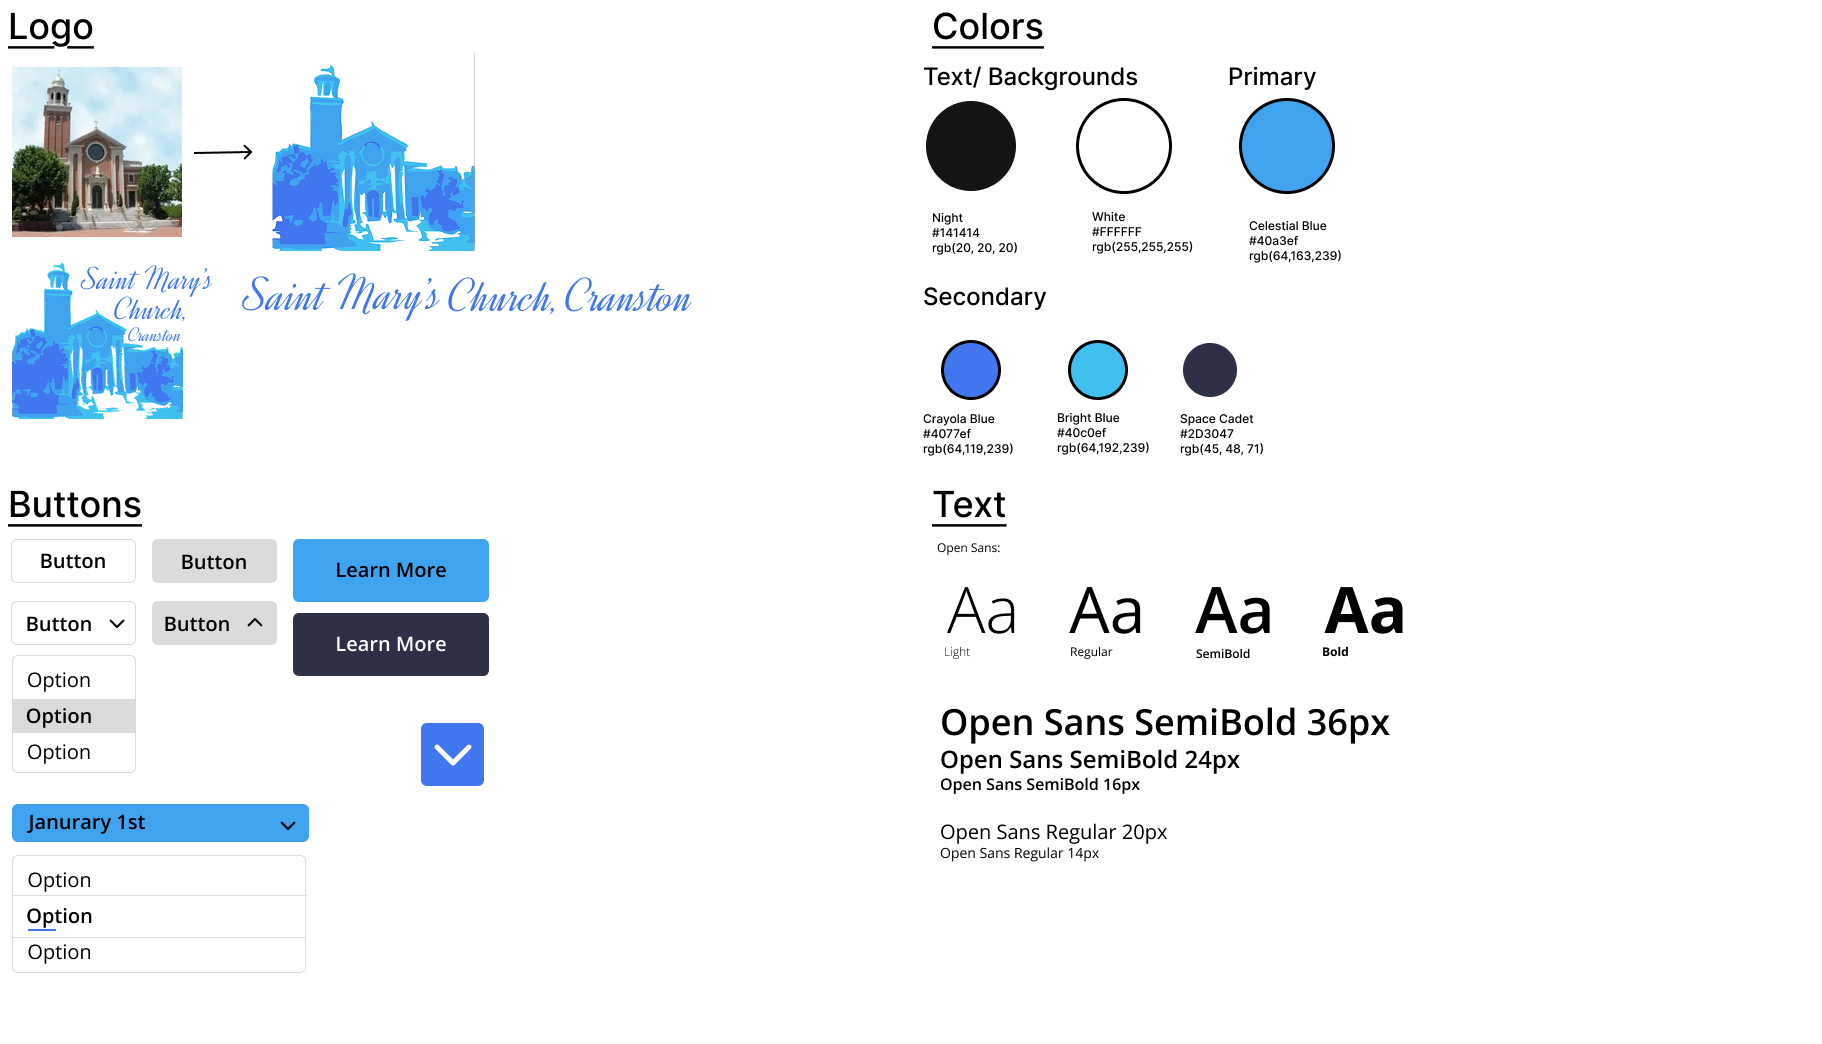 Logo
Saint Mary's
Church,
Cranston
Saint Mary's Church, Cranston
Colors
Text/ Backgrounds
Primary
Night
#141414
rgb(20, 20, 20)
White
#FFFFFF
rgb(255,255,255)
Celestial Blue
#40a3ef
rgb(64,163,239)
Secondary
Crayola Blue
#4077ef
rgb(64,119,239)
Bright Blue
#40c0ef
rgb(64,192,239)
Space Cadet
#2D3047
rgb(45, 48, 71)
Buttons
Button
Button
Learn More
Button
Button
Learn More
Option
Option
Option
Janurary 1st
Option
Option
Option
Text
Open Sans:
Aa
Aa
Aa
Aa
Light
Regular
SemiBold
Bold
Open Sans SemiBold 36px
Open Sans SemiBold 24px
Open Sans SemiBold 16px
Open Sans Regular 20px
Open Sans Regular 14px